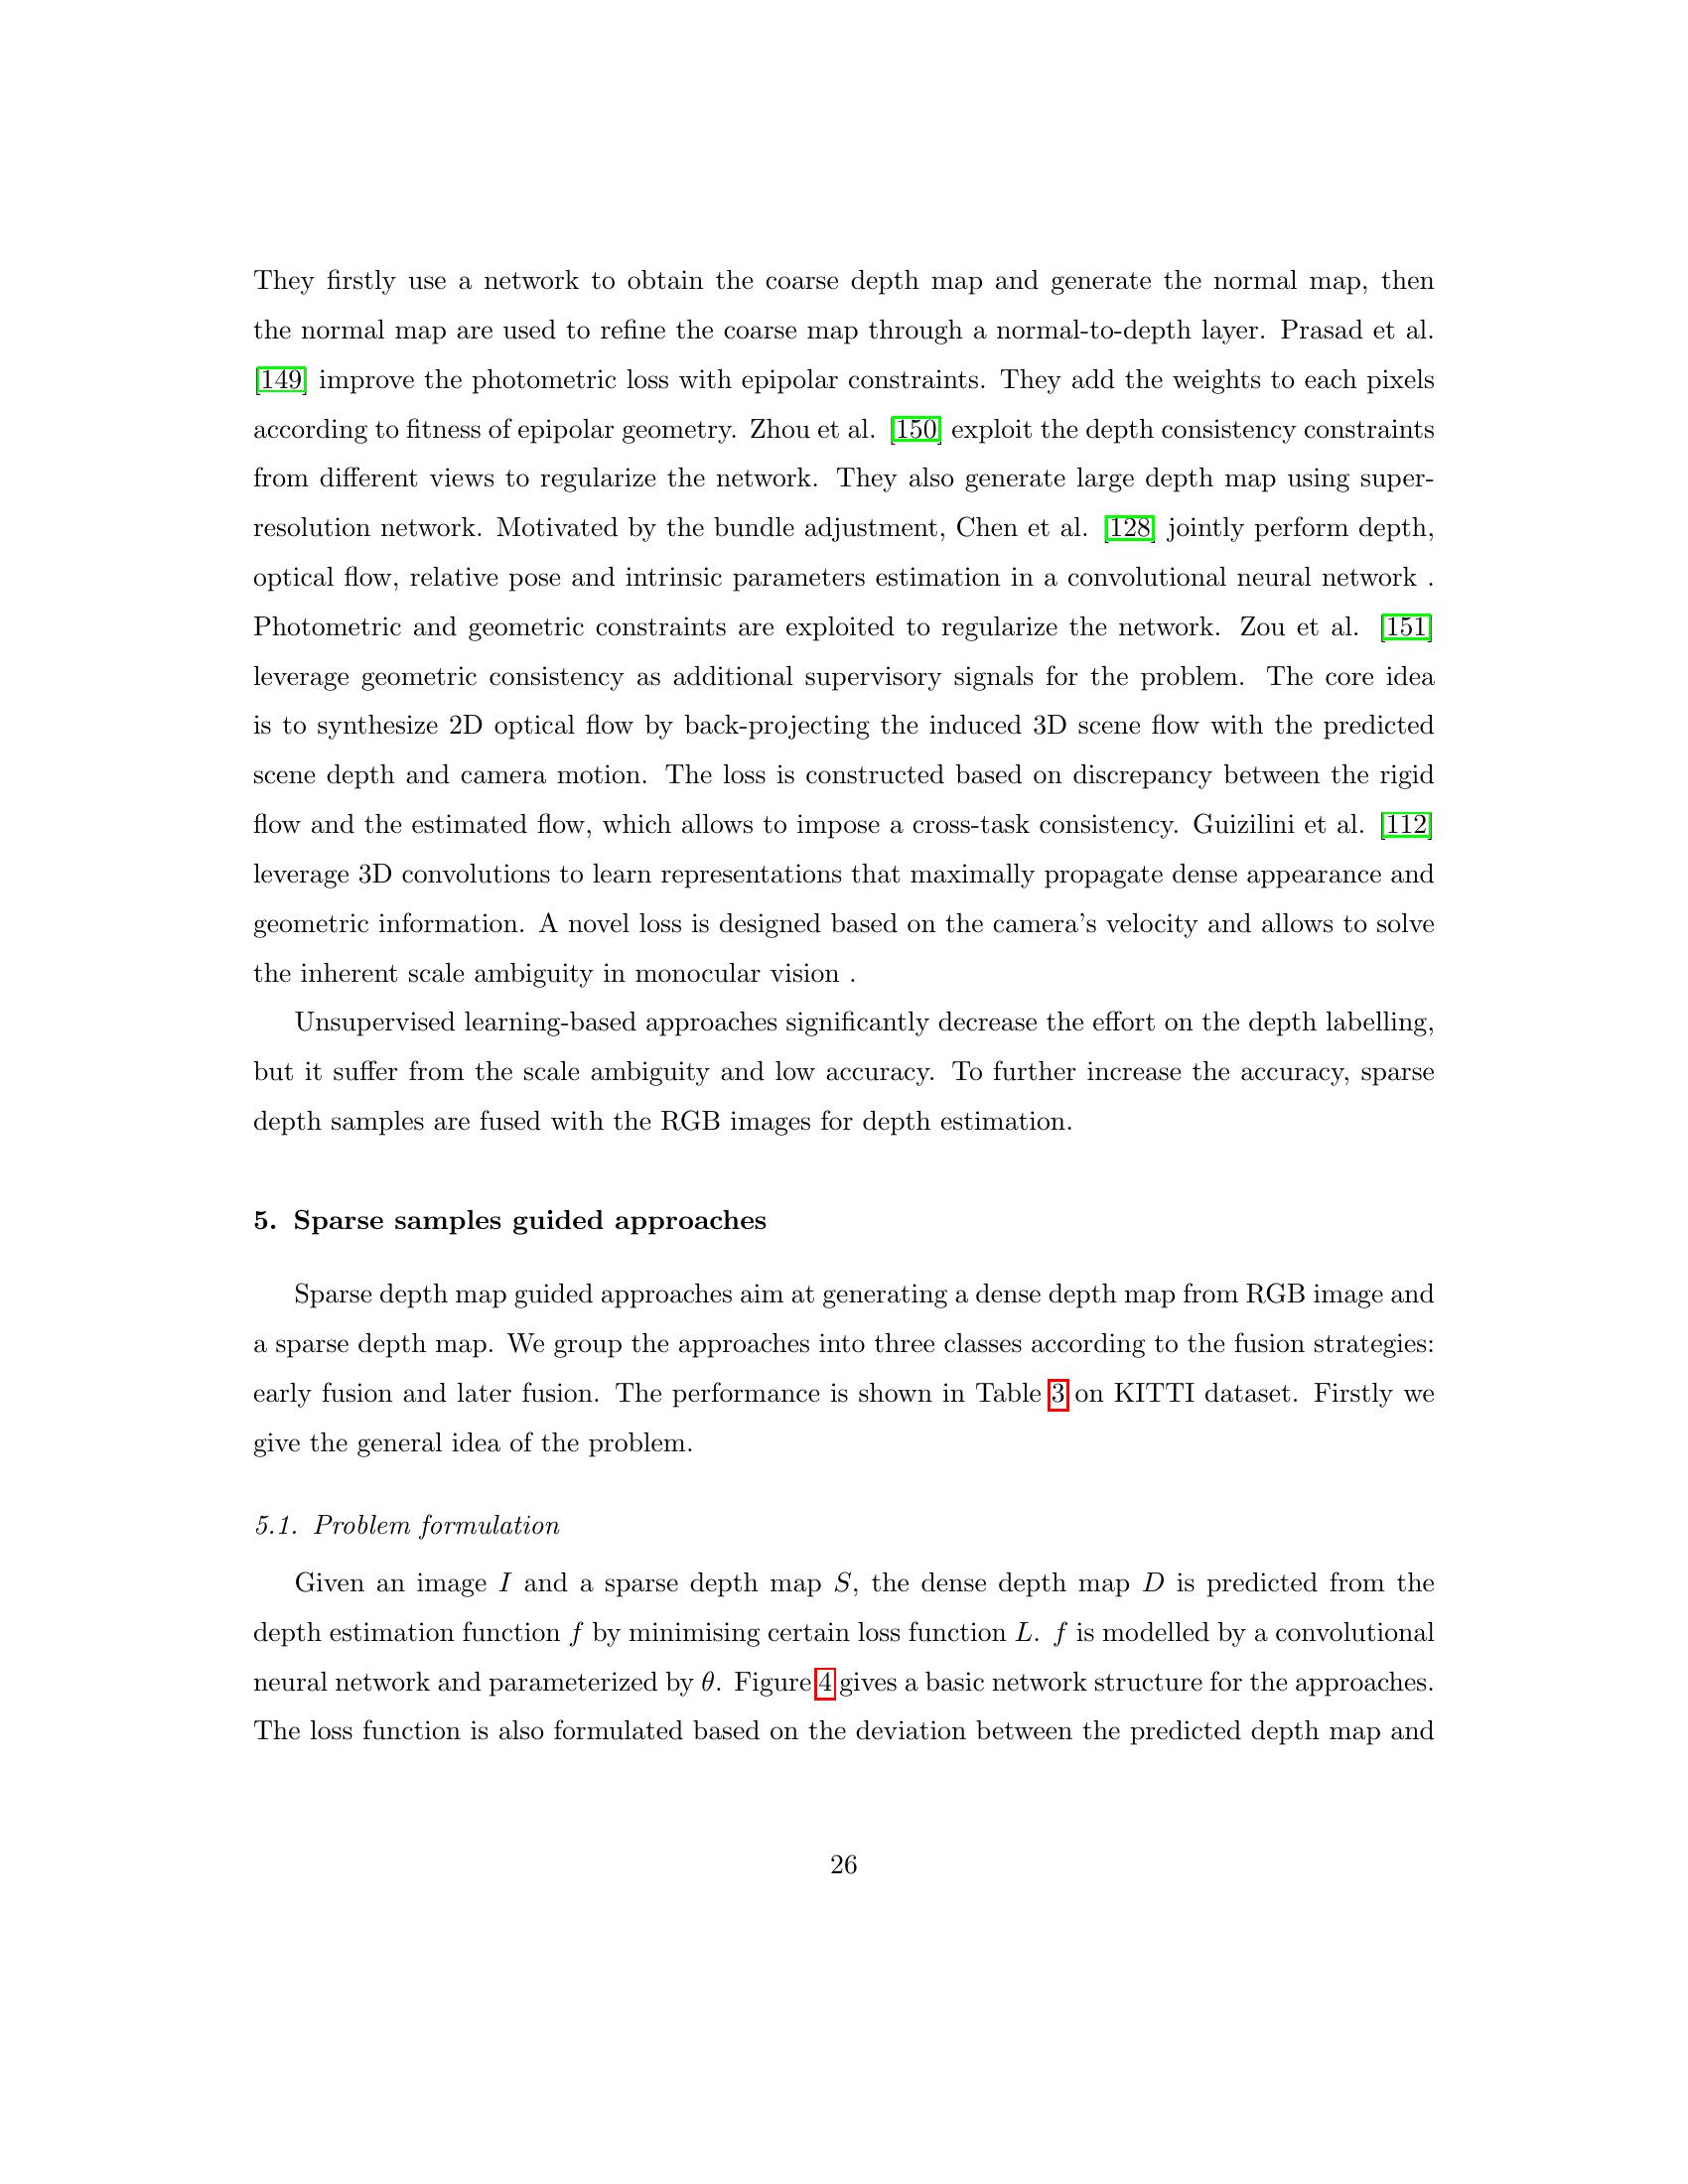 They firstly use a network to obtain the coarse depth map and generate the normal map, then
the normal map are used to refine the coarse map through a normal-to-depth layer. Prasad et al.
[149] improve the photometric loss with epipolar constraints. They add the weights to each pixels
according to fitness of epipolar geometry. Zhou et al. [150] exploit the depth consistency constraints
from different views to regularize the network. They also generate large depth map using super-
resolution network. Motivated by the bundle adjustment, Chen et al. [128] jointly perform depth,
optical flow, relative pose and intrinsic parameters estimation in a convolutional neural network .
Photometric and geometric constraints are exploited to regularize the network. Zou et al. [151]
leverage geometric consistency as additional supervisory signals for the problem. The core idea
is to synthesize 2D optical flow by back-projecting the induced 3D scene flow with the predicted
scene depth and camera motion. The loss is constructed based on discrepancy between the rigid
flow and the estimated flow, which allows to impose a cross-task consistency. Guizilini et al. [112]
leverage 3D convolutions to learn representations that maximally propagate dense appearance and
geometric information. A novel loss is designed based on the camera's velocity and allows to solve
the inherent scale ambiguity in monocular vision .
Unsupervised learning-based approaches significantly decrease the effort on the depth labelling,
but it suffer from the scale ambiguity and low accuracy. To further increase the accuracy, sparse
depth samples are fused with the RGB images for depth estimation.
5. Sparse samples guided approaches
Sparse depth map guided approaches aim at generating a dense depth map from RGB image and
a sparse depth map. We group the approaches into three classes according to the fusion strategies:
early fusion and later fusion. The performance is shown in Table 3 on KITTI dataset. Firstly we
give the general idea of the problem.
5.1. Problem formulation
Given an image I and a sparse depth map S, the dense depth map D is predicted from the
depth estimation function f by minimising certain loss function L. f is modelled by a convolutional
neural network and parameterized by θ. Figure 4 gives a basic network structure for the approaches.
The loss function is also formulated based on the deviation between the predicted depth map and
26